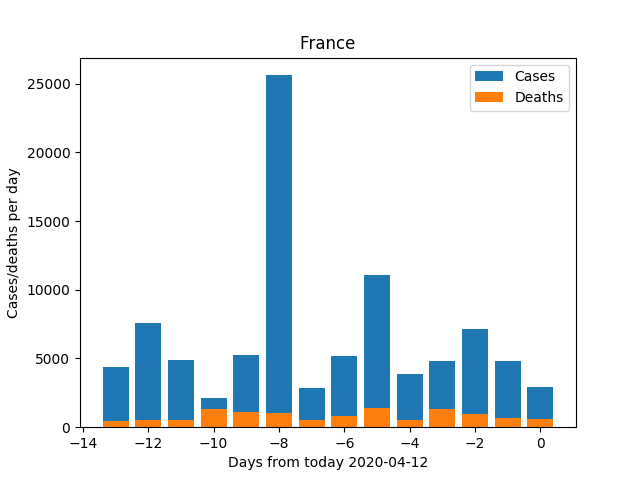 France
Cases
Deaths
25000
20000
15000
10000
5000
0
Cases/deaths per day
−14 −12 −10 −8 −6 −4 −2 0
Days from today 2020-04-12